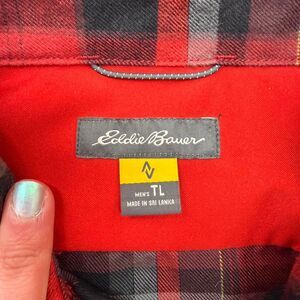 Eddie Bauer
MEN'S TL
MADE IN SRI LANKA